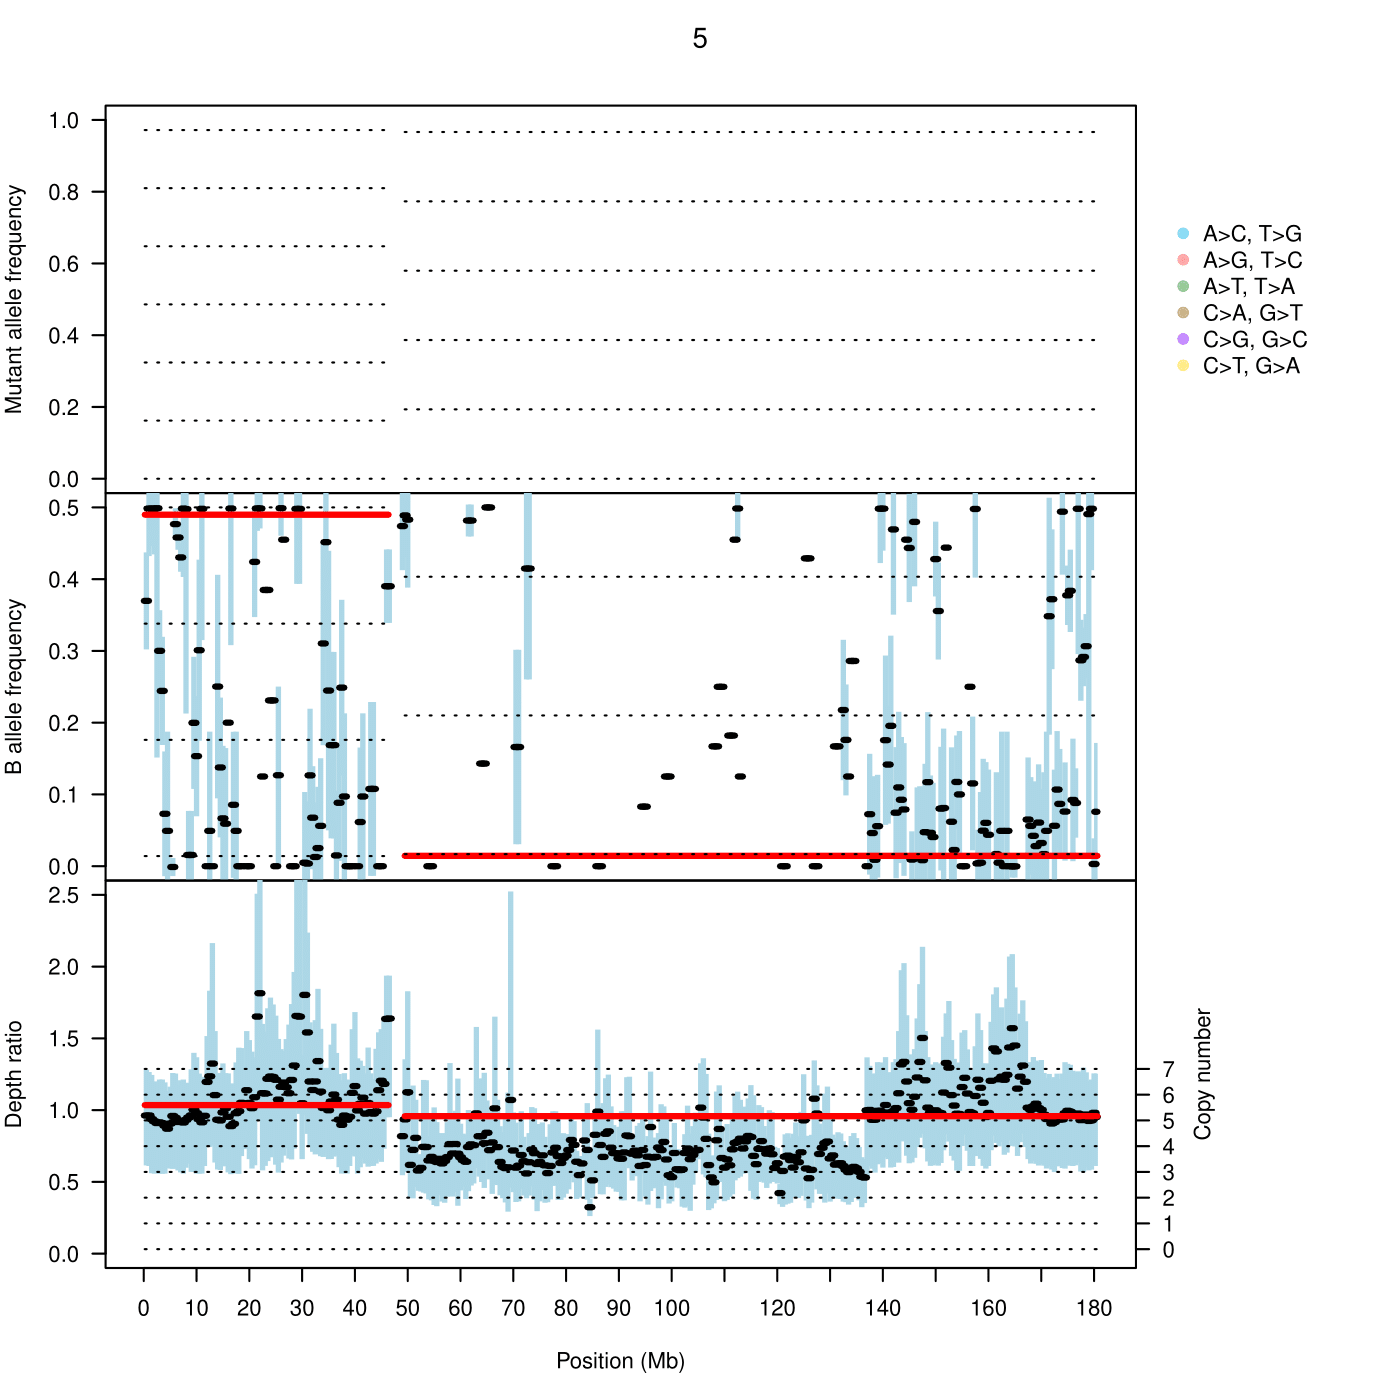 5
Mutant allele frequency
1.0
0.8
0.6
0.4
0.2
0.0
A>C, T>G
A>G, T>C
A>T, T>A
C>A, G>T
C>G, G>C
C>T, G>A
B allele frequency
0.5
0.4
0.3
0.2
0.1
0.0
Depth ratio
2.5
2.0
1.5
1.0
0.5
0.0
Copy number
7
6
5
4
3
2
1
0
0 10 20 30 40 50 60 70 80 90 100 120 140 160 180
Position (Mb)